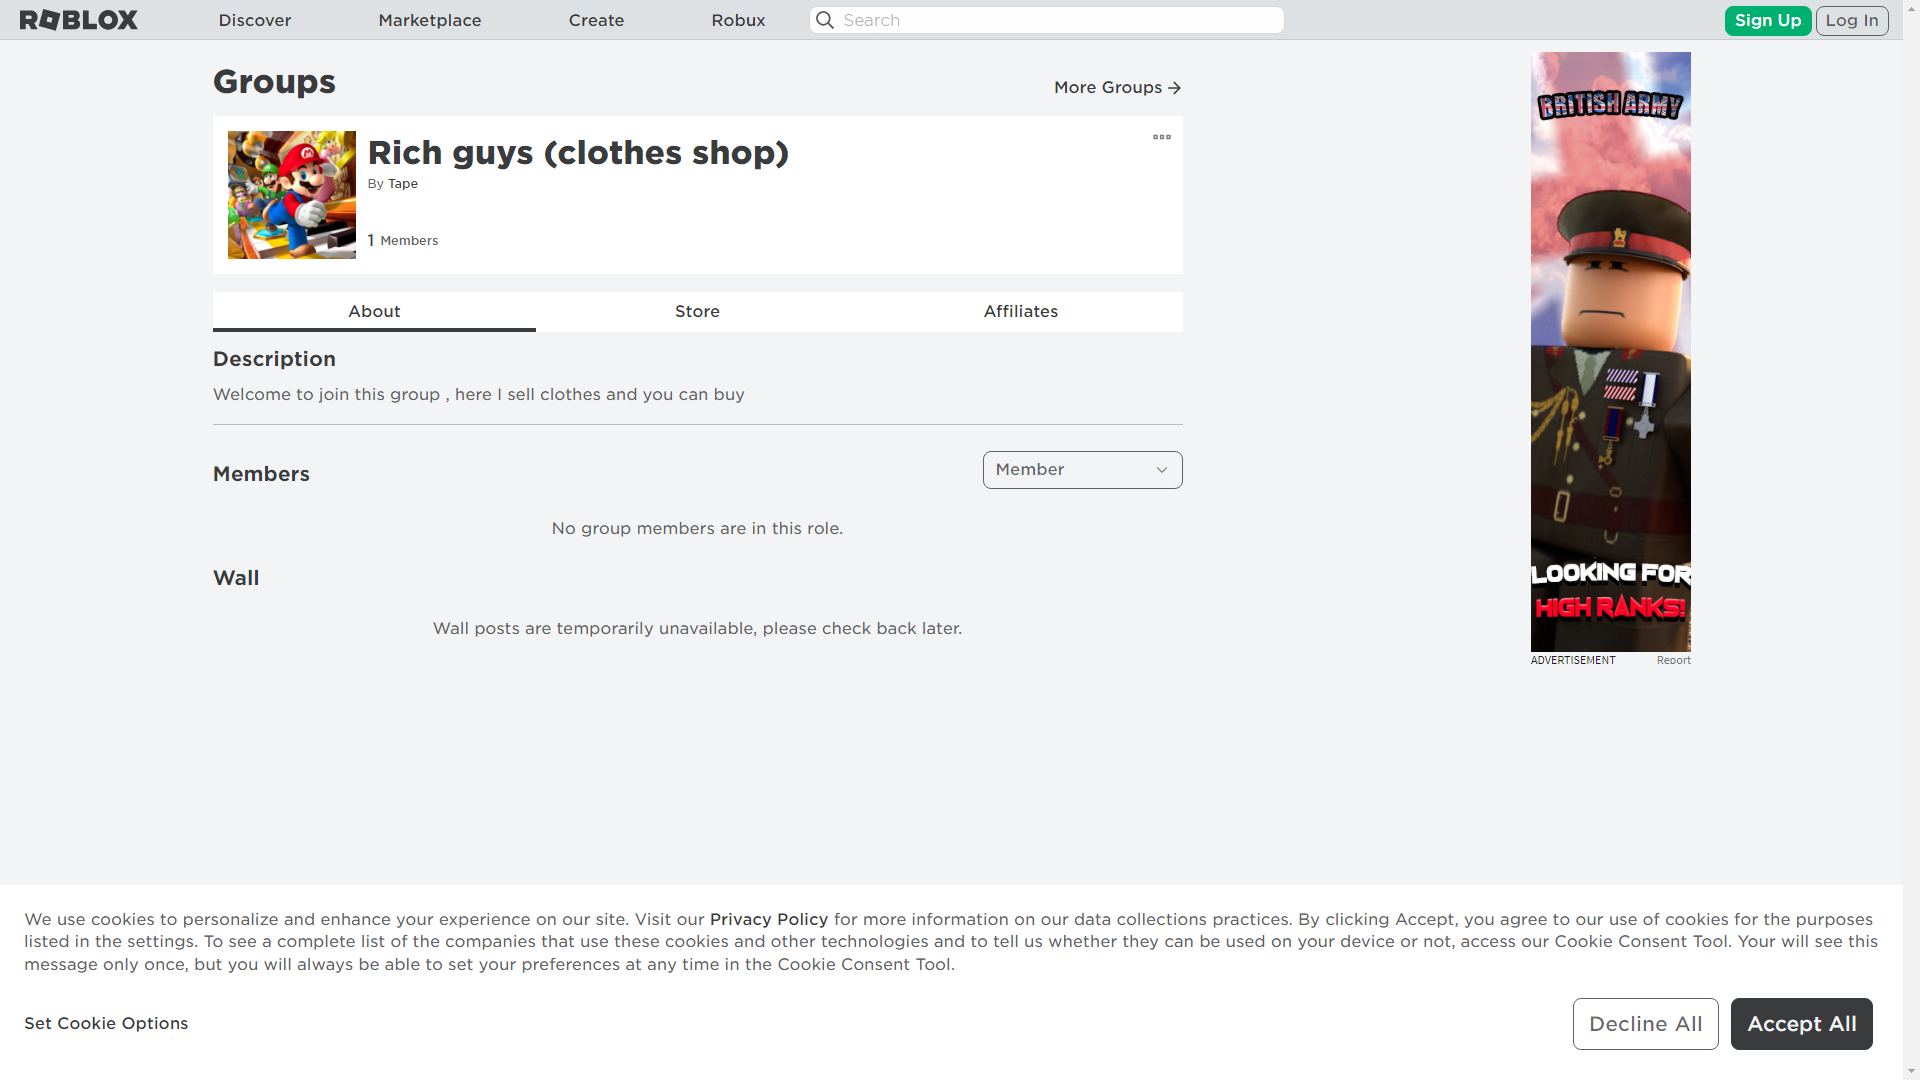 ROBLOX
Discover
Marketplace
Create
Robux
Search
Sign Up
Log In
Groups
More Groups
Rich guys (clothes shop)
By Tape
1 Members
About
Store
Affiliates
Description
Welcome to join this group , here I sell clothes and you can buy
Members
Member
No group members are in this role.
Wall
Wall posts are temporarily unavailable, please check back later.
BRITISH ARMY
LOOKING FOR
HIGH RANKS!
ADVERTISEMENT
Report
We use cookies to personalize and enhance your experience on our site. Visit our Privacy Policy for more information on our data collections practices. By clicking Accept, you agree to our use of cookies for the purposes
listed in the settings. To see a complete list of the companies that use these cookies and other technologies and to tell us whether they can be used on your device or not, access our Cookie Consent Tool. Your will see this
message only once, but you will always be able to set your preferences at any time in the Cookie Consent Tool.
Set Cookie Options
Decline All
Accept All